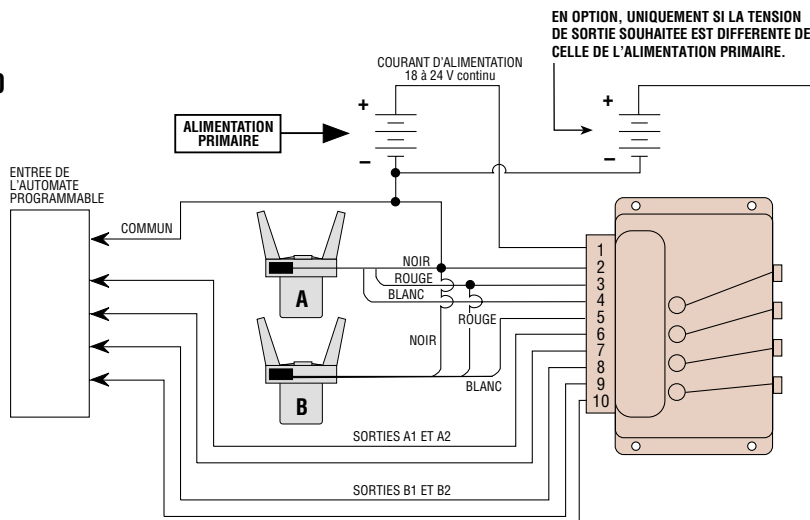 EN OPTION, UNIQUEMENT SI LA TENSION
DE SORTIE SOUHAITEE EST DIFFERENTE DE
CELLE DE L'ALIMENTATION PRIMAIRE.
COURANT D'ALIMENTATION
18 à 24 V continu
+
+
ALIMENTATION
PRIMAIRE
–
–
ENTREE DE
L'AUTOMATE
PROGRAMMABLE
COMMUN
NOIR
ROUGE
BLANC
A
ROUGE
NOIR
B
BLANC
1
2
3
4
5
6
7
8
9
10
SORTIES A1 ET A2
SORTIES B1 ET B2